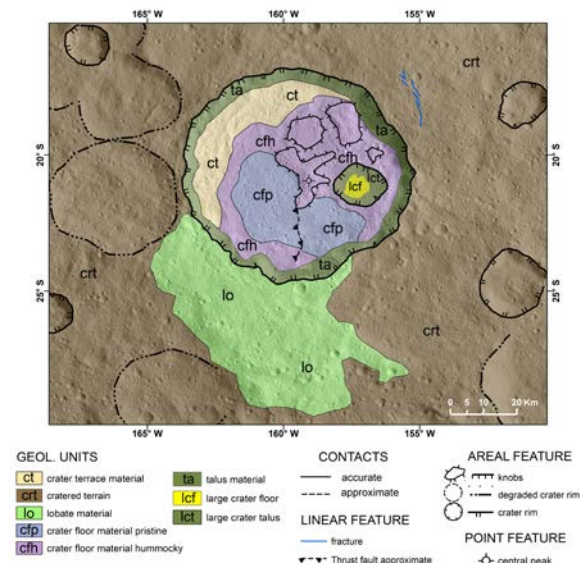 165° W 160° W 155° W
crt
ta
ct
ta
cfh
20°S
20°S
ct
cfh
lct
lcf
cfp
cfp
cfh
ta
crt
25°S
25°S
lo
crt
lo
0 5 10 20 Km
165° W 160° W 155° W
GEOL. UNITS
ct crater terrace material
crt cratered terrain
lo lobate material
cfp crater floor material pristine
cfh crater floor material hummocky
ta talus material
lcf large crater floor
lct large crater talus
CONTACTS
accurate
approximate
LINEAR FEATURE
fracture
Thrust fault approximate
AREAL FEATURE
knobs
degraded crater rim
crater rim
POINT FEATURE
central peak